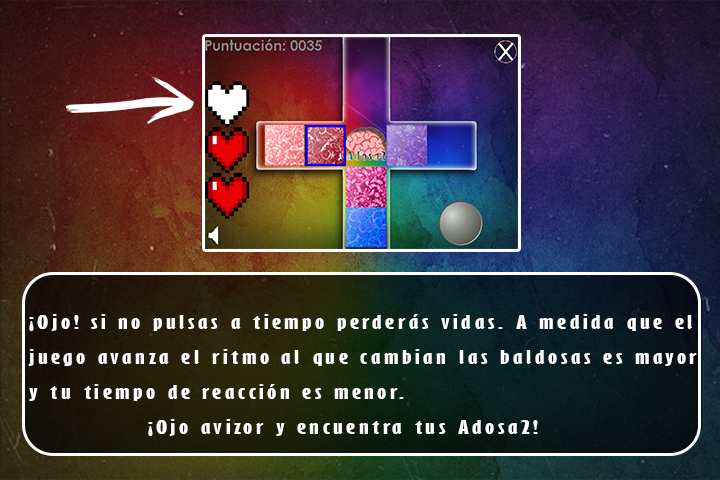 Puntuación: 0035
X
Adosa2
¡Ojo! si no pulsas a tiempo perderás vidas. A medida que el
juego avanza el ritmo al que cambian las baldosas es mayor
y tu tiempo de reacción es menor.
¡Ojo avizor y encuentra tus Adosa2!